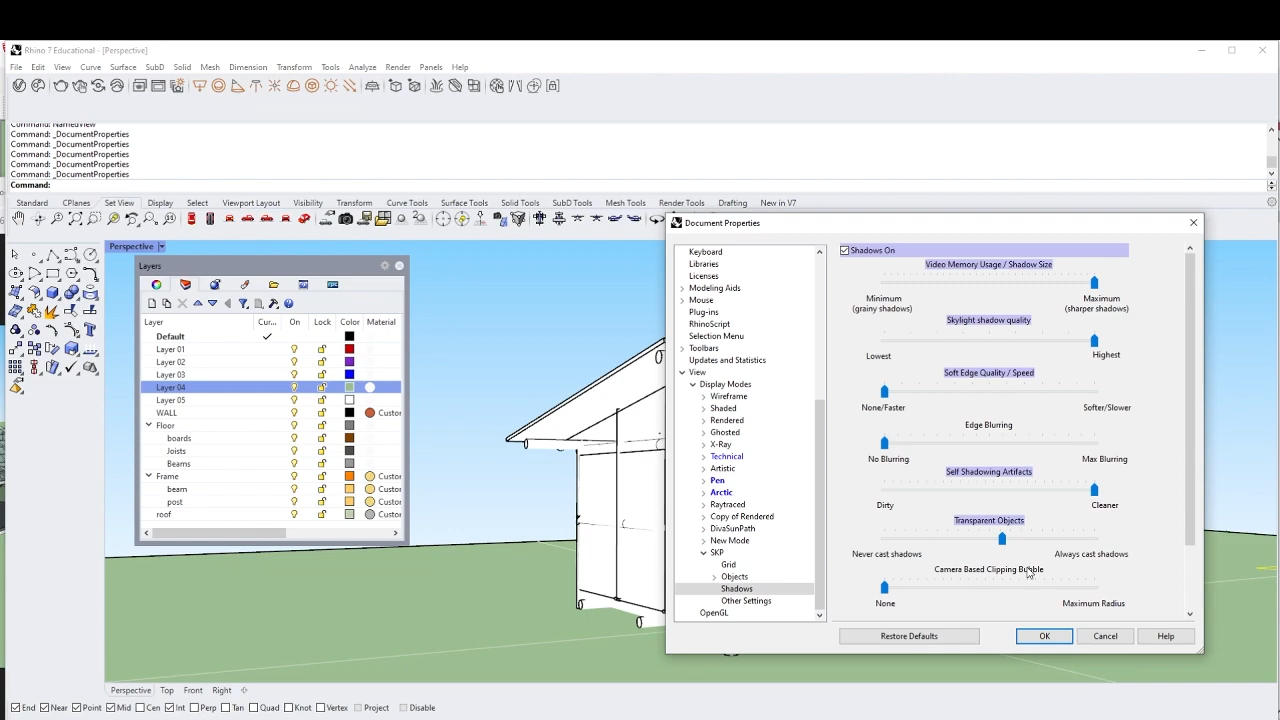 Rhino 7 Educational - [Perspective]
File Edit View Curve Surface SubD Solid Mesh Dimension Transform Tools Analyze Render Panels Help
Command: NamedView
Command: _DocumentProperties
Command: _DocumentProperties
Command: _DocumentProperties
Command: _DocumentProperties
Command: _DocumentProperties
Command:
Standard CPlanes Set View Display Select Viewport Layout Visibility Transform Curve Tools Surface Tools Solid Tools SubD Tools Mesh Tools Render Tools Drafting New in V7
Perspective
Layers
Layer Cur... On Lock Color Material
Default
Layer 01
Layer 02
Layer 03
Layer 04
Layer 05
WALL Custom
Floor
boards
Joists
Beams
Frame Custom
beam Custom
post Custom
roof Custom
Document Properties
Keyboard
Libraries
Licenses
Modeling Aids
Mouse
Plug-ins
RhinoScript
Selection Menu
Toolbars
Updates and Statistics
View
Display Modes
Wireframe
Shaded
Rendered
Ghosted
X-Ray
Technical
Artistic
Pen
Arctic
Raytraced
Copy of Rendered
DivaSunPath
New Mode
SKP
Grid
Objects
Shadows
Other Settings
OpenGL
Shadows On
Video Memory Usage / Shadow Size
Minimum Maximum
(grainy shadows) (sharper shadows)
Skylight shadow quality
Lowest Highest
Soft Edge Quality / Speed
None/Faster Softer/Slower
Edge Blurring
No Blurring Max Blurring
Self Shadowing Artifacts
Dirty Cleaner
Transparent Objects
Never cast shadows Always cast shadows
Camera Based Clipping Bubble
None Maximum Radius
Restore Defaults OK Cancel Help
Perspective Top Front Right
End Near Point Mid Cen Int Perp Tan Quad Knot Vertex Project Disable